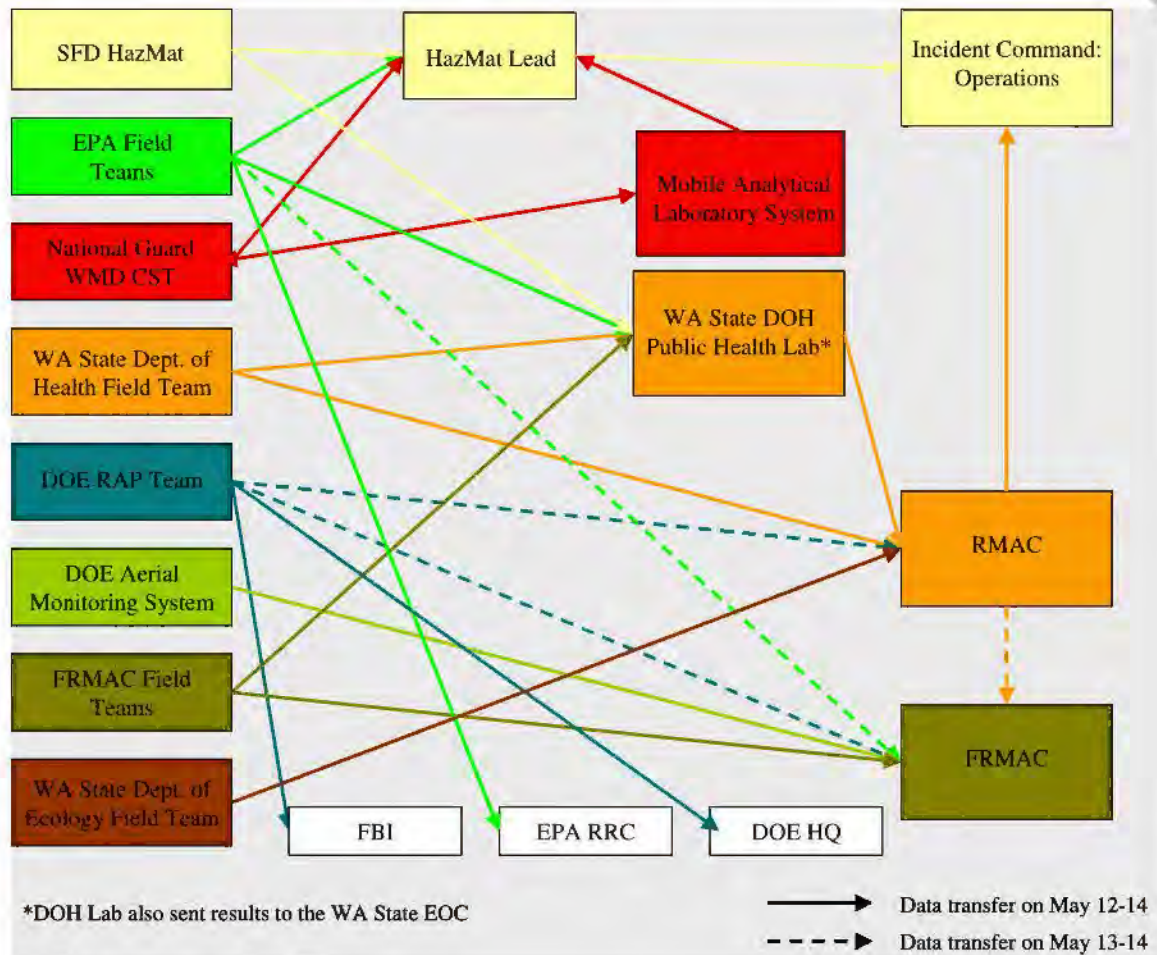 SFD HazMat
HazMat Lead
Incident Command:
Operations
EPA Field
Teams
Mobile Analytical
Laboratory System
National Guard
WMD CST
WA State DOH
Public Health Lab*
WA State Dept. of
Health Field Team
DOE RAP Team
RMAC
DOE Aerial
Monitoring System
FRMAC Field
Teams
FRMAC
WA State Dept. of
Ecology Field Team
FBI
EPA RRC
DOE HQ
*DOH Lab also sent results to the WA State EOC
Data transfer on May 12-14
Data transfer on May 13-14